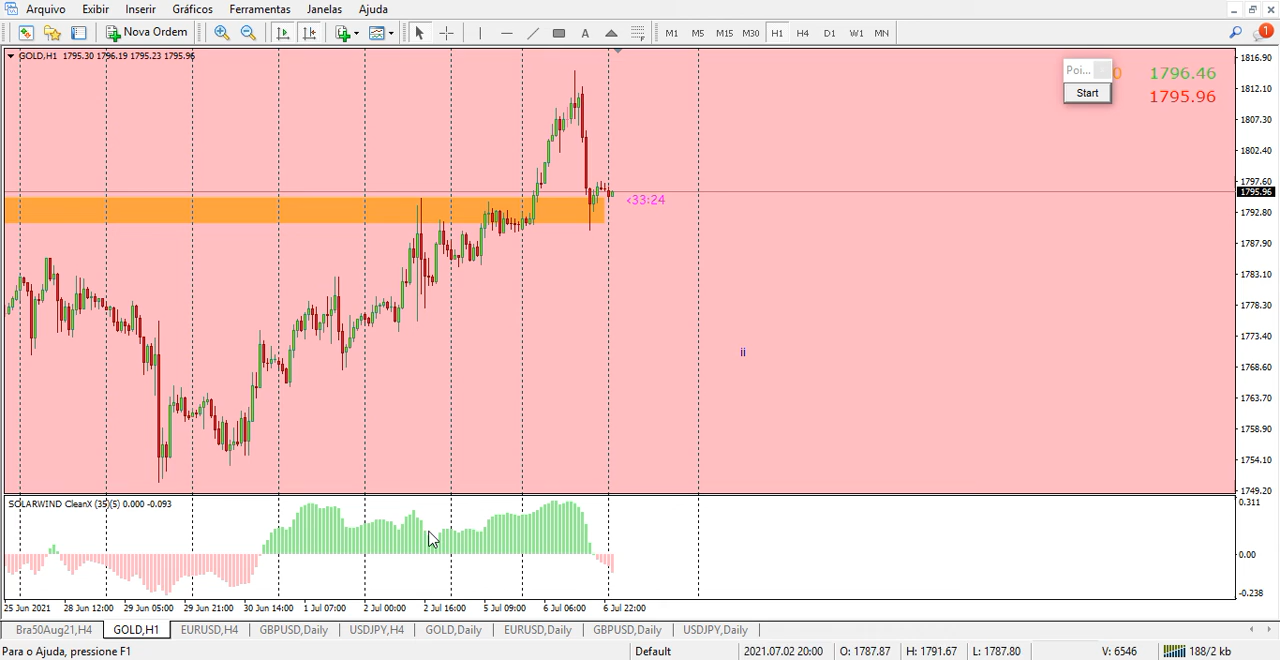 Arquivo Exibir Inserir Gráficos Ferramentas Janelas Ajuda
Nova Ordem M1 M5 M15 M30 H1 H4 D1 W1 MN 1
GOLD,H1 1795.30 1796.19 1795.23 1795.96
Poi... 0 1796.46
Start 1795.96
1816.90
1812.10
1807.30
1802.40
1797.60
1795.96
<33:24
1792.80
1787.90
1783.10
1778.30
1773.40
ii
1768.60
1763.70
1758.90
1754.10
1749.20
SOLARWIND CleanX (35)(5) 0.000 -0.093
0.311
0.00
-0.238
25 Jun 2021 28 Jun 12:00 29 Jun 05:00 29 Jun 21:00 30 Jun 14:00 1 Jul 07:00 2 Jul 00:00 2 Jul 16:00 5 Jul 09:00 6 Jul 06:00 6 Jul 22:00
Bra50Aug21,H4 GOLD,H1 EURUSD,H4 GBPUSD,Daily USDJPY,H4 GOLD,Daily EURUSD,Daily GBPUSD,Daily USDJPY,Daily
Para o Ajuda, pressione F1 Default 2021.07.02 20:00 O: 1787.87 H: 1791.67 L: 1787.80 V: 6546 188/2 kb